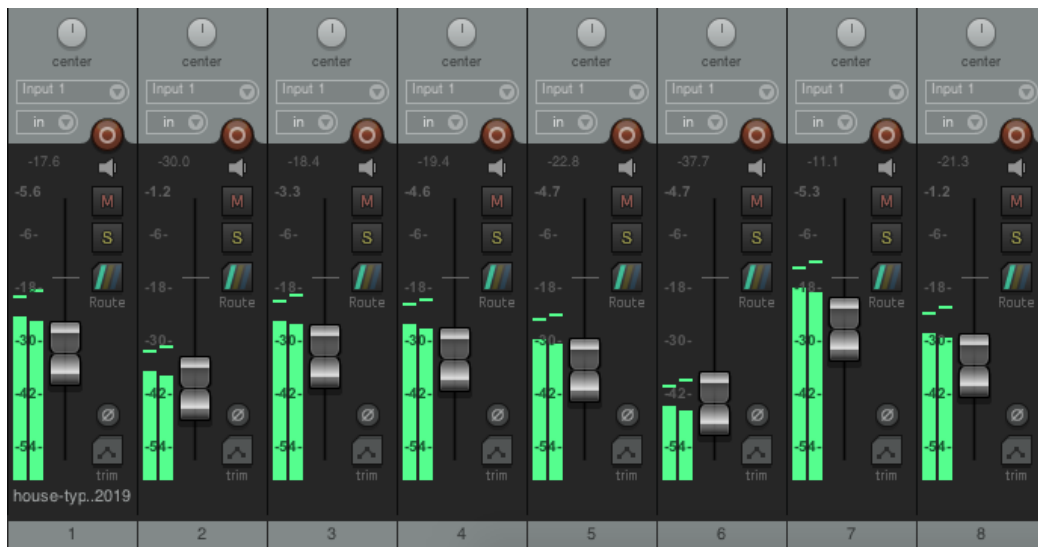 center center center center center center center center
Input 1 Input 1 Input 1 Input 1 Input 1 Input 1 Input 1 Input 1
in in in in in in in in
-17.6 -30.0 -18.4 -19.4 -22.8 -37.7 -11.1 -21.3
-5.6 M -1.2 M -3.3 M -4.6 M -4.7 M -4.7 M -5.3 M -1.2 M
-6- S -6- S -6- S -6- S -6- S -6- S -6- S -6- S
-18- -18- -18- -18- -18- -18- -18- -18-
Route Route Route Route Route Route Route Route
-30- -30- -30- -30- -30- -30- -30- -30-
-42- -42- -42- -42- -42- -42- -42- -42-
-54- -54- -54- -54- -54- -54- -54- -54-
trim trim trim trim trim trim trim trim
house-typ..2019
1 2 3 4 5 6 7 8